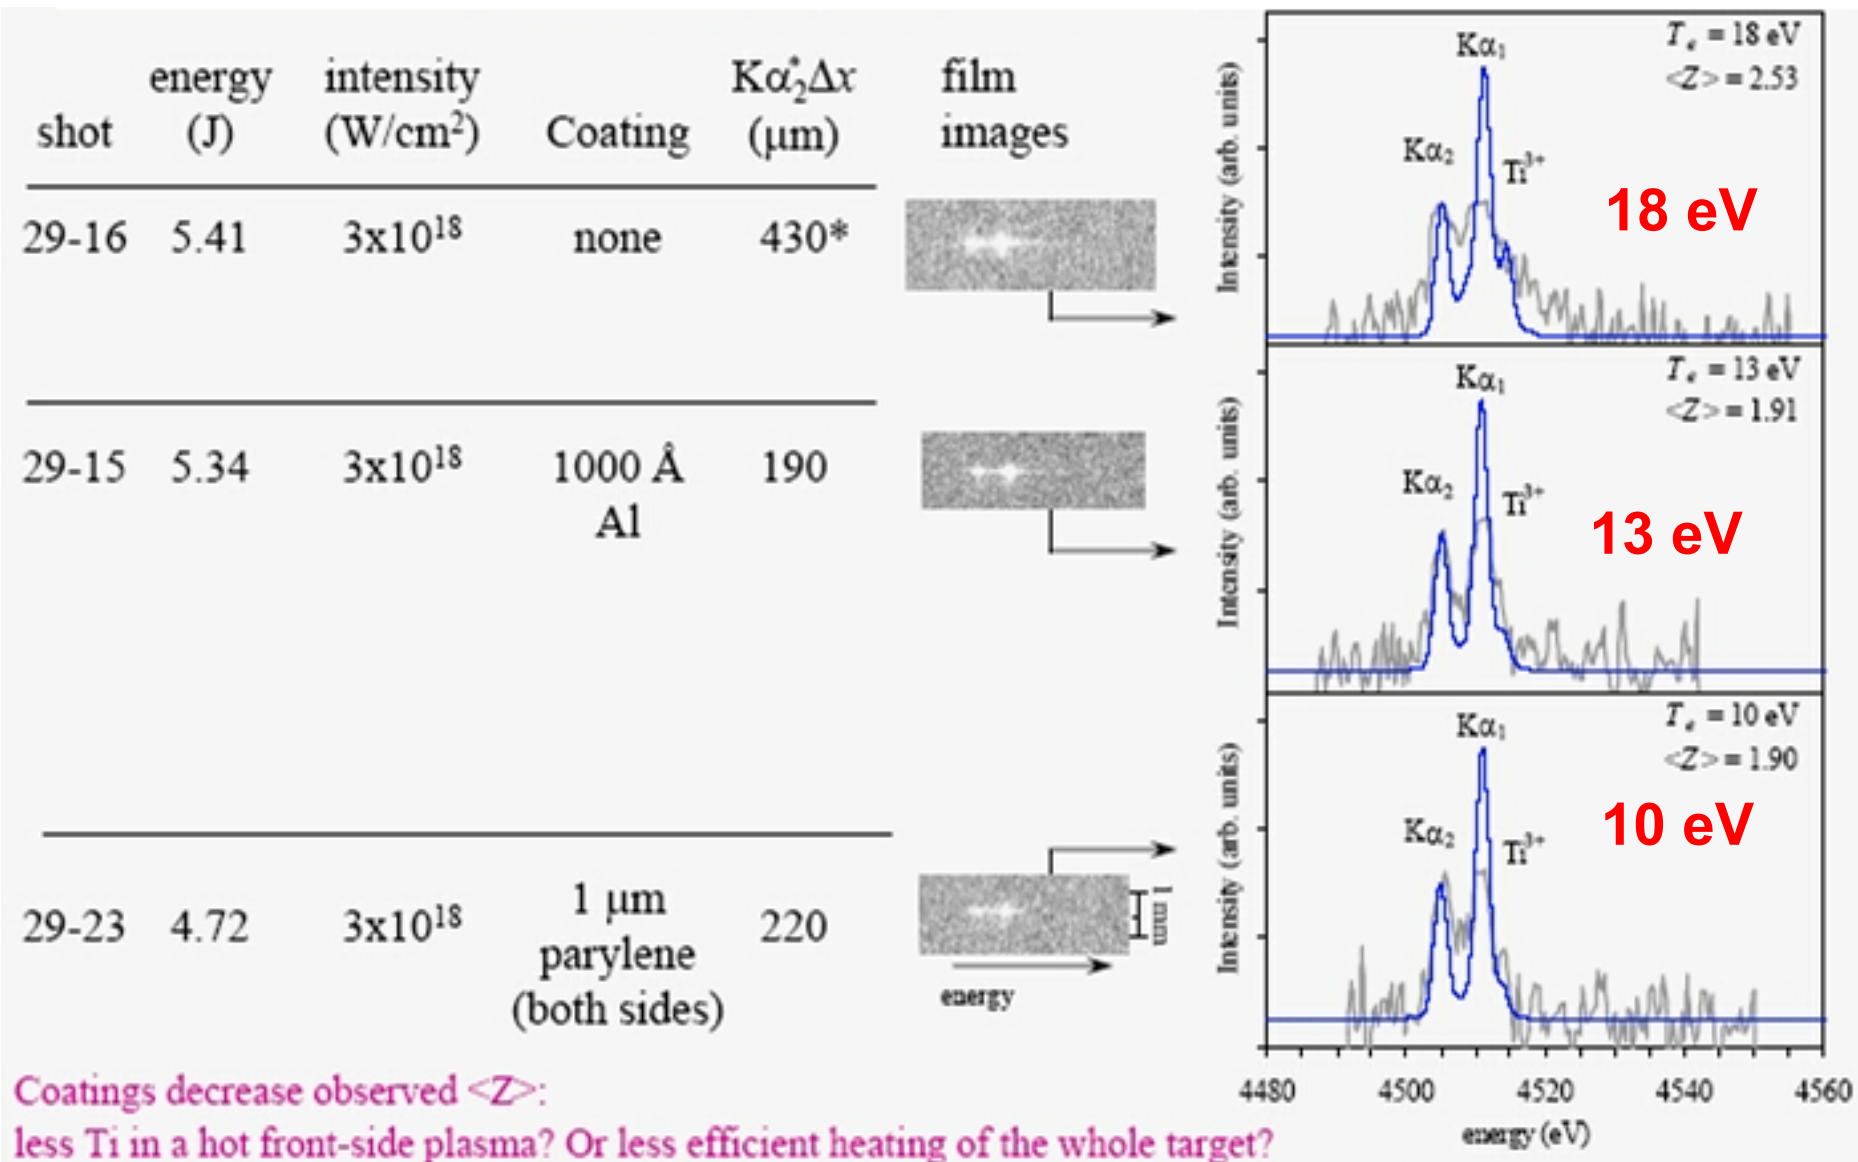 energy intensity Kα*₂Δx film
shot (J) (W/cm²) Coating (μm) images
29-16 5.41 3x10¹⁸ none 430*
29-15 5.34 3x10¹⁸ 1000 Å 190
Al
29-23 4.72 3x10¹⁸ 1 μm 220
parylene
(both sides)
1 mm
energy
Coatings decrease observed <Z>:
less Ti in a hot front-side plasma? Or less efficient heating of the whole target?
Intensity (arb. units)
Kα₁
Kα₂
Ti³⁺
Tₑ = 18 eV
<Z> = 2.53
18 eV
Intensity (arb. units)
Kα₁
Kα₂
Ti³⁺
Tₑ = 13 eV
<Z> = 1.91
13 eV
Intensity (arb. units)
Kα₁
Kα₂
Ti³⁺
Tₑ = 10 eV
<Z> = 1.90
10 eV
4480 4500 4520 4540 4560
energy (eV)